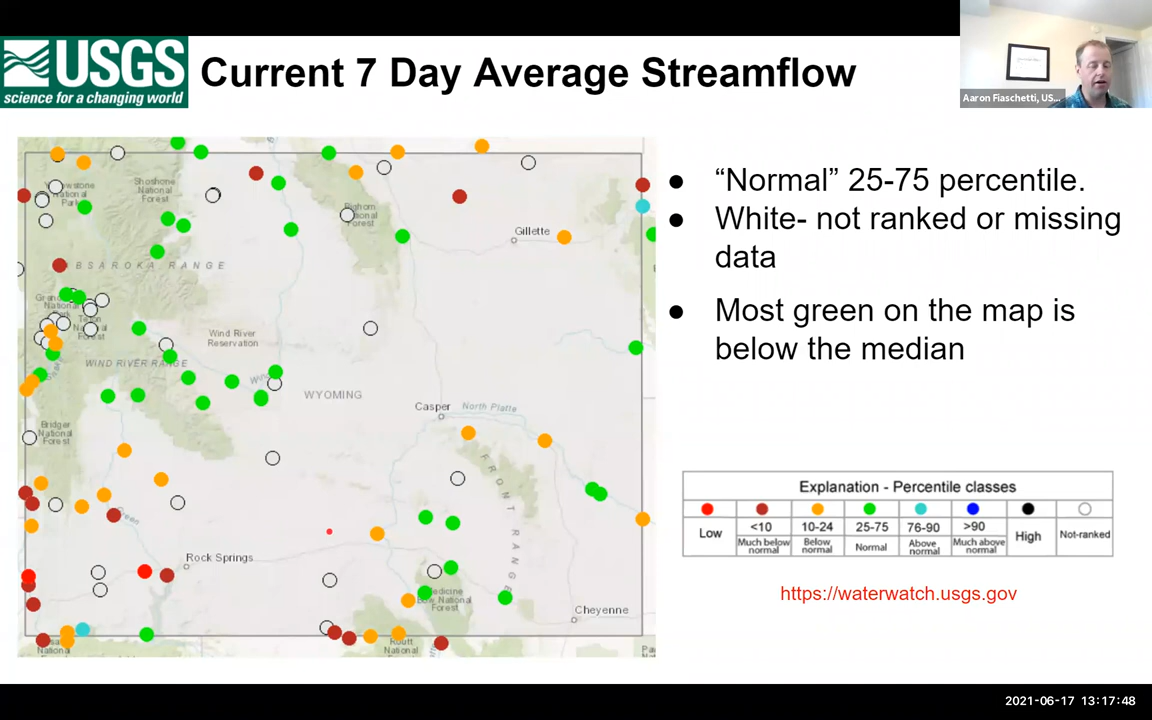 USGS
science for a changing world
Current 7 Day Average Streamflow
Aaron Fiaschetti, US...
Shoshone
National
Forest
Gillette
BSAROKA RANGE
Wind River
Reservation
WIND RIVER RANGE
WYOMING
Casper
North Platte
Bridger
National
Forest
FRONT RANGE
Green
Rock Springs
Medicine
Bow National
Forest
Cheyenne
Routt
National
● "Normal" 25-75 percentile.
● White- not ranked or missing
data
● Most green on the map is
below the median
Explanation - Percentile classes
Low <10 10-24 25-75 76-90 >90 High Not-ranked
Much below normal Below normal Normal Above normal Much above normal
https://waterwatch.usgs.gov
2021-06-17 13:17:48